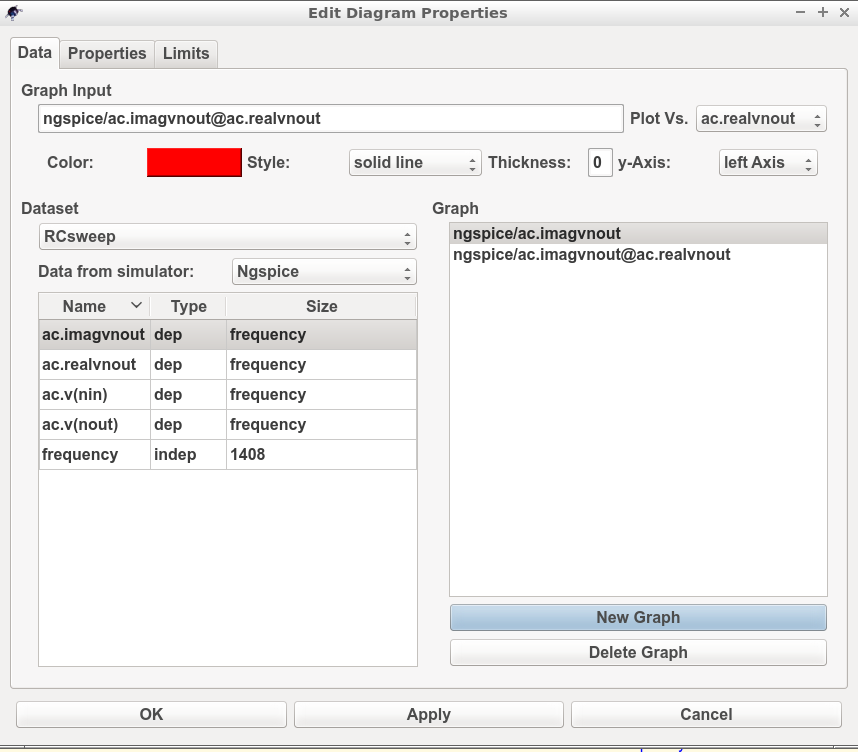 Edit Diagram Properties
Data Properties Limits
Graph Input
ngspice/ac.imagvnout@ac.realvnout Plot Vs. ac.realvnout
Color: Style: solid line Thickness: 0 y-Axis: left Axis
Dataset
RCsweep
Data from simulator: Ngspice
Name Type Size
ac.imagvnout dep frequency
ac.realvnout dep frequency
ac.v(nin) dep frequency
ac.v(nout) dep frequency
frequency indep 1408
Graph
ngspice/ac.imagvnout
ngspice/ac.imagvnout@ac.realvnout
New Graph
Delete Graph
OK Apply Cancel